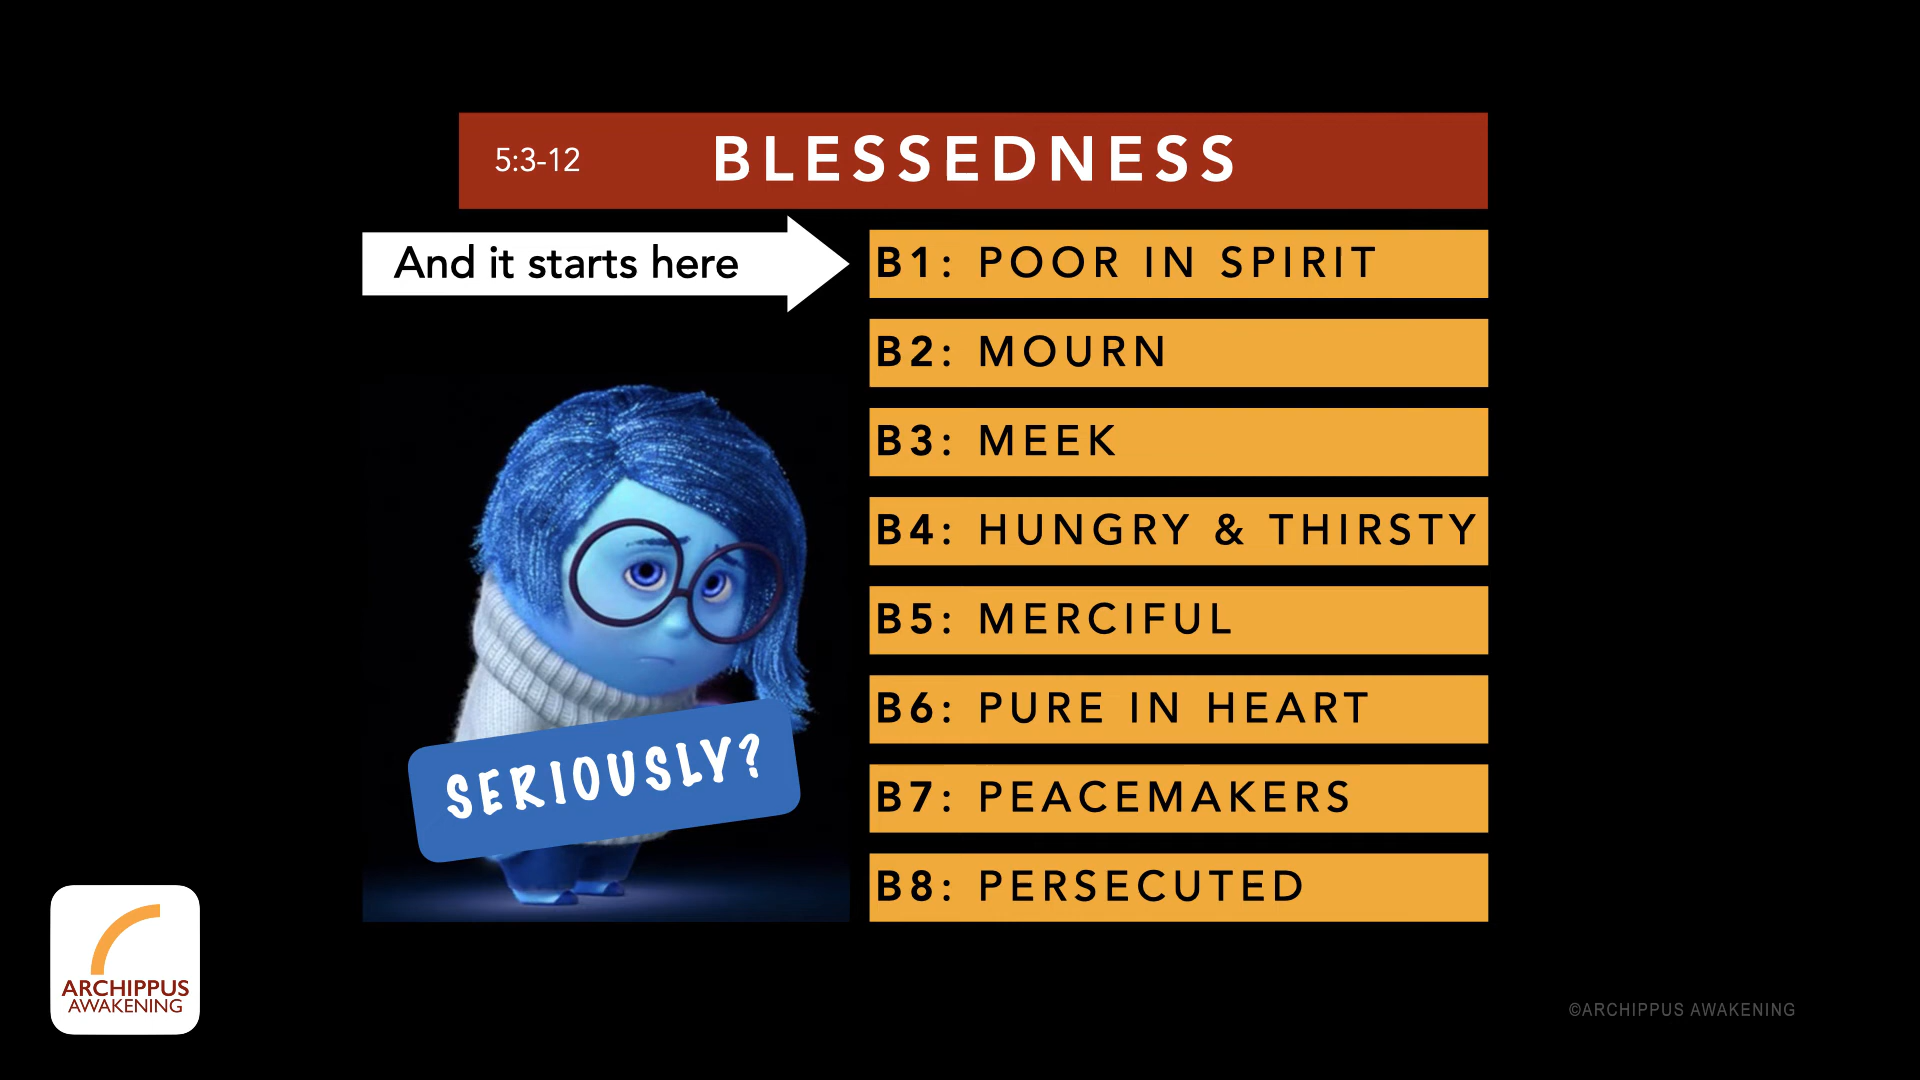 5:3-12 BLESSEDNESS
And it starts here
B1: POOR IN SPIRIT
B2: MOURN
B3: MEEK
B4: HUNGRY & THIRSTY
B5: MERCIFUL
B6: PURE IN HEART
B7: PEACEMAKERS
B8: PERSECUTED
SERIOUSLY?
ARCHIPPUS
AWAKENING
©ARCHIPPUS AWAKENING